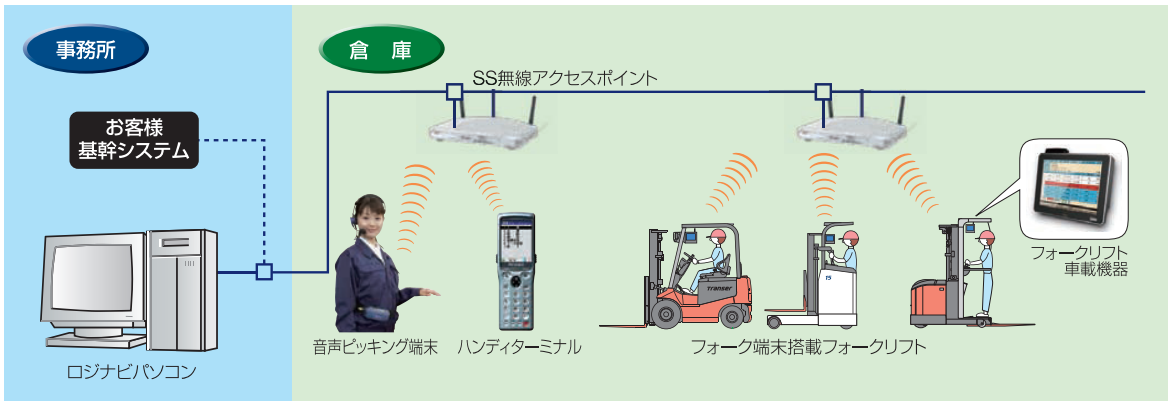 事務所
倉 庫
SS無線アクセスポイント
お客様
基幹システム
フォークリフト
車載機器
Transer
15
音声ピッキング端末
ハンディターミナル
フォーク端末搭載フォークリフト
ロジナビパソコン